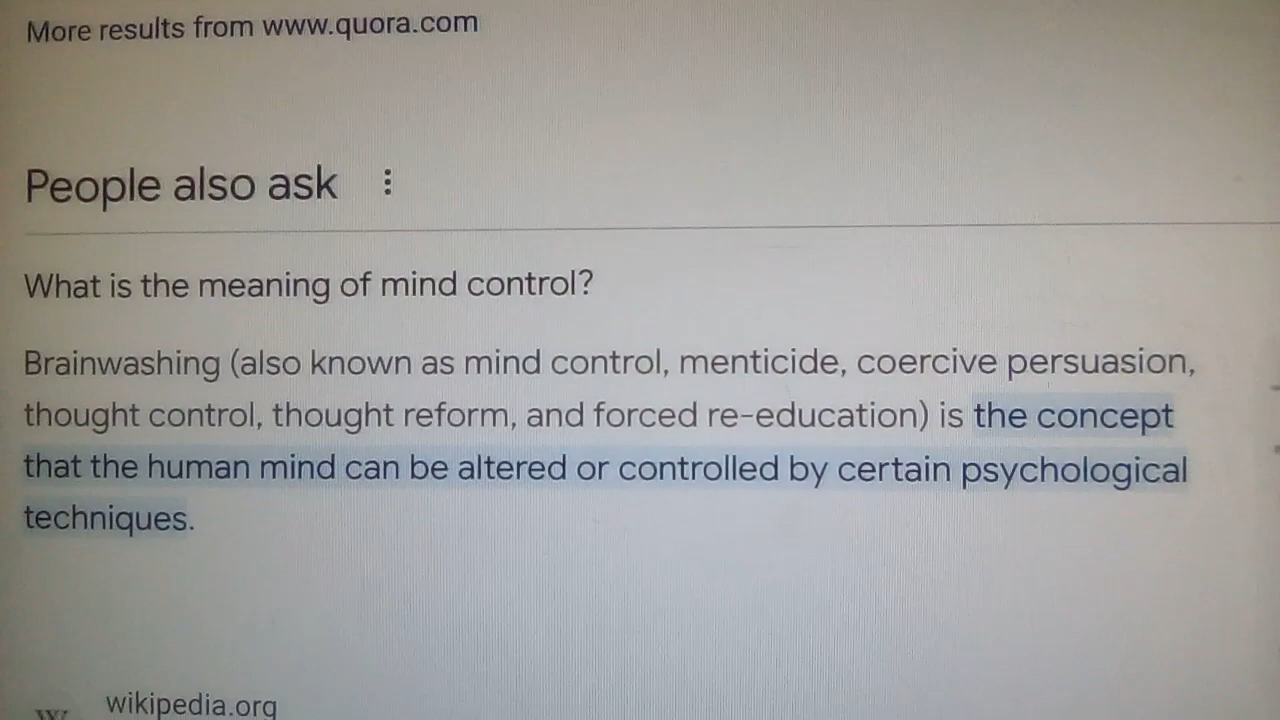 More results from www.quora.com
People also ask
What is the meaning of mind control?
Brainwashing (also known as mind control, menticide, coercive persuasion,
thought control, thought reform, and forced re-education) is the concept
that the human mind can be altered or controlled by certain psychological
techniques.
W
wikipedia.org